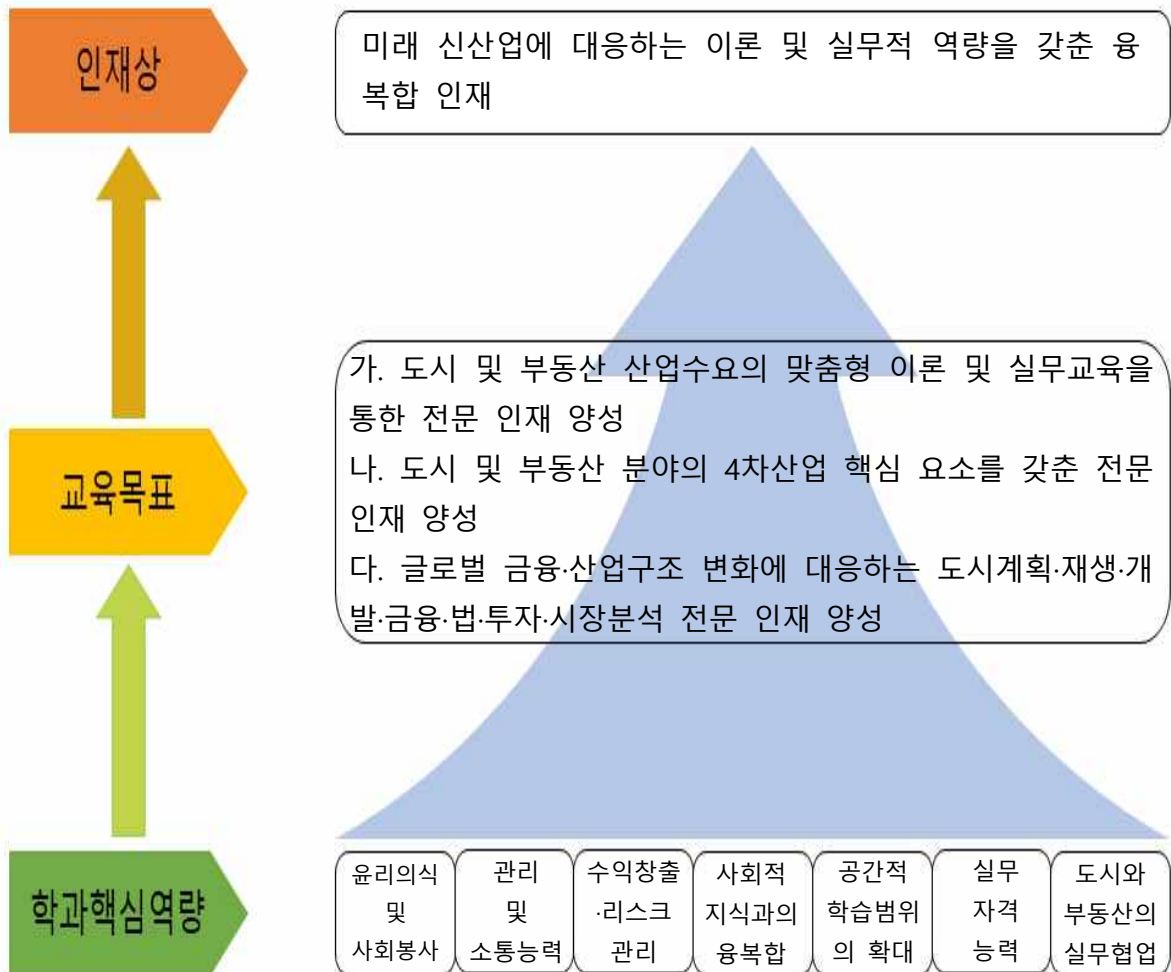 인재상
미래 신산업에 대응하는 이론 및 실무적 역량을 갖춘 융
복합 인재
교육목표
가. 도시 및 부동산 산업수요의 맞춤형 이론 및 실무교육을
통한 전문 인재 양성
나. 도시 및 부동산 분야의 4차산업 핵심 요소를 갖춘 전문
인재 양성
다. 글로벌 금융·산업구조 변화에 대응하는 도시계획·재생·개
발·금융·법·투자·시장분석 전문 인재 양성
학과핵심역량
윤리의식
및
사회봉사
관리
및
소통능력
수익창출
·리스크
관리
사회적
지식과의
융복합
공간적
학습범위
의 확대
실무
자격
능력
도시와
부동산의
실무협업